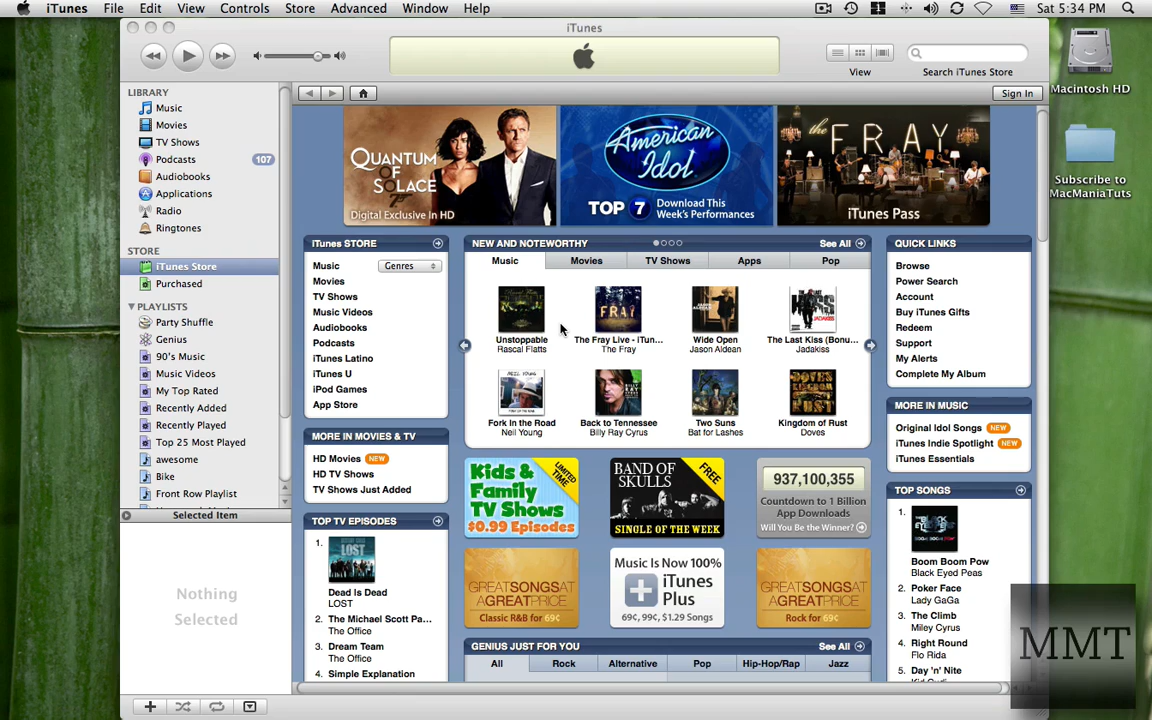 iTunes File Edit View Controls Store Advanced Window Help
Sat 5:34 PM
iTunes
View
Search iTunes Store
Macintosh HD
Subscribe to
MacManiaTuts
Sign In
LIBRARY
Music
Movies
TV Shows
Podcasts 107
Audiobooks
Applications
Radio
Ringtones
STORE
iTunes Store
Purchased
PLAYLISTS
Party Shuffle
Genius
90's Music
Music Videos
My Top Rated
Recently Added
Recently Played
Top 25 Most Played
awesome
Bike
Front Row Playlist
Selected Item
Nothing
Selected
QUANTUM
OF
SOLACE
Digital Exclusive In HD
American
Idol
TOP 7 Download This
Week's Performances
the
FRAY
iTunes Pass
iTunes STORE
Music Genres
Movies
TV Shows
Music Videos
Audiobooks
Podcasts
iTunes Latino
iTunes U
iPod Games
App Store
MORE IN MOVIES & TV
HD Movies NEW
HD TV Shows
TV Shows Just Added
TOP TV EPISODES
1.
LOST
Dead Is Dead
LOST
2. The Michael Scott Pa...
The Office
3. Dream Team
The Office
4. Simple Explanation
NEW AND NOTEWORTHY
See All
Music Movies TV Shows Apps Pop
Unstoppable
Rascal Flatts
FRAY
The Fray Live - iTun...
The Fray
Wide Open
Jason Aldean
The Last Kiss (Bonu...
Jadakiss
Fork in the Road
Neil Young
Back to Tennessee
Billy Ray Cyrus
Two Suns
Bat for Lashes
Kingdom of Rust
Doves
Kids &
Family
TV Shows
$0.99 Episodes
LIMITED
TIME
BAND OF
SKULLS
FREE
SINGLE OF THE WEEK
937,100,355
Countdown to 1 Billion
App Downloads
Will You Be the Winner?
GREAT SONGS AT
A GREAT PRICE
Classic R&B for 69¢
Music Is Now 100%
iTunes
Plus
69¢, 99¢, $1.29 Songs
GREAT SONGS AT
A GREAT PRICE
Rock for 69¢
GENIUS JUST FOR YOU
See All
All Rock Alternative Pop Hip-Hop/Rap Jazz
QUICK LINKS
Browse
Power Search
Account
Buy iTunes Gifts
Redeem
Support
My Alerts
Complete My Album
MORE IN MUSIC
Original Idol Songs NEW
iTunes Indie Spotlight NEW
iTunes Essentials
TOP SONGS
1.
Boom Boom Pow
Black Eyed Peas
2. Poker Face
Lady GaGa
3. The Climb
Miley Cyrus
4. Right Round
Flo Rida
5. Day 'n' Nite
MMT